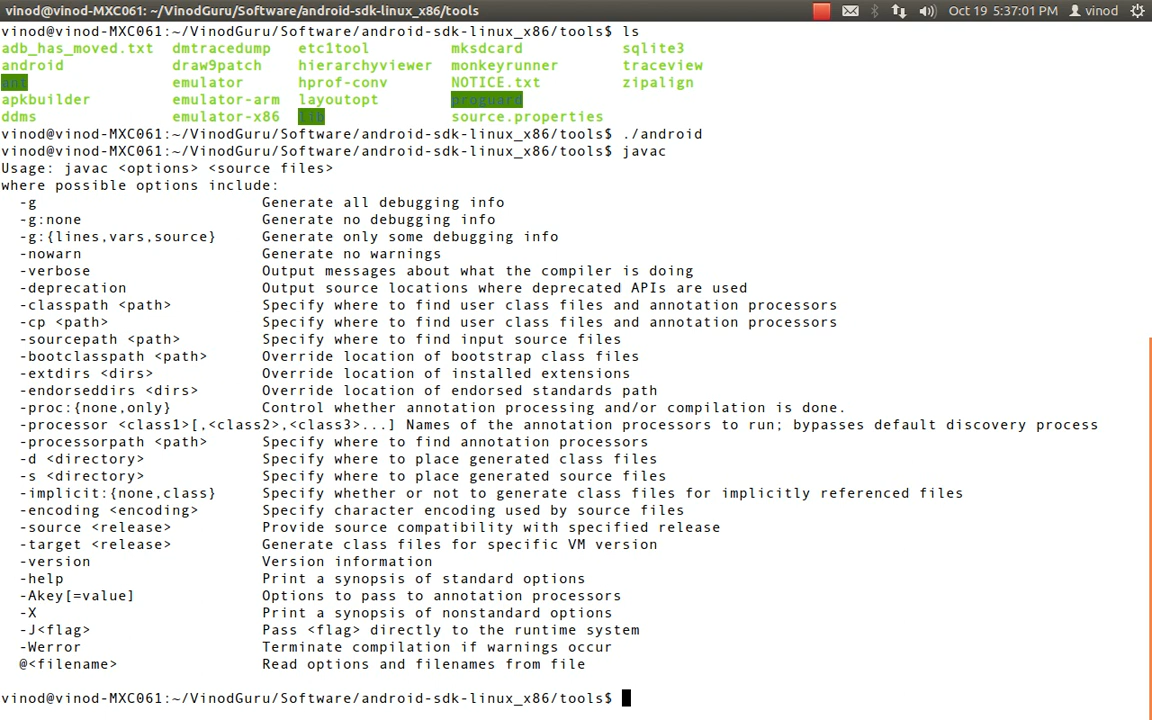 vinod@vinod-MXC061: ~/VinodGuru/Software/android-sdk-linux_x86/tools Oct 19 5:37:01 PM vinod
vinod@vinod-MXC061:~/VinodGuru/Software/android-sdk-linux_x86/tools$ ls
adb_has_moved.txt dmtracedump etc1tool mksdcard sqlite3
android draw9patch hierarchyviewer monkeyrunner traceview
ant emulator hprof-conv NOTICE.txt zipalign
apkbuilder emulator-arm layoutopt proguard
ddms emulator-x86 lib source.properties
vinod@vinod-MXC061:~/VinodGuru/Software/android-sdk-linux_x86/tools$ ./android
vinod@vinod-MXC061:~/VinodGuru/Software/android-sdk-linux_x86/tools$ javac
Usage: javac <options> <source files>
where possible options include:
-g Generate all debugging info
-g:none Generate no debugging info
-g:{lines,vars,source} Generate only some debugging info
-nowarn Generate no warnings
-verbose Output messages about what the compiler is doing
-deprecation Output source locations where deprecated APIs are used
-classpath <path> Specify where to find user class files and annotation processors
-cp <path> Specify where to find user class files and annotation processors
-sourcepath <path> Specify where to find input source files
-bootclasspath <path> Override location of bootstrap class files
-extdirs <dirs> Override location of installed extensions
-endorseddirs <dirs> Override location of endorsed standards path
-proc:{none,only} Control whether annotation processing and/or compilation is done.
-processor <class1>[,<class2>,<class3>...] Names of the annotation processors to run; bypasses default discovery process
-processorpath <path> Specify where to find annotation processors
-d <directory> Specify where to place generated class files
-s <directory> Specify where to place generated source files
-implicit:{none,class} Specify whether or not to generate class files for implicitly referenced files
-encoding <encoding> Specify character encoding used by source files
-source <release> Provide source compatibility with specified release
-target <release> Generate class files for specific VM version
-version Version information
-help Print a synopsis of standard options
-Akey[=value] Options to pass to annotation processors
-X Print a synopsis of nonstandard options
-J<flag> Pass <flag> directly to the runtime system
-Werror Terminate compilation if warnings occur
@<filename> Read options and filenames from file
vinod@vinod-MXC061:~/VinodGuru/Software/android-sdk-linux_x86/tools$